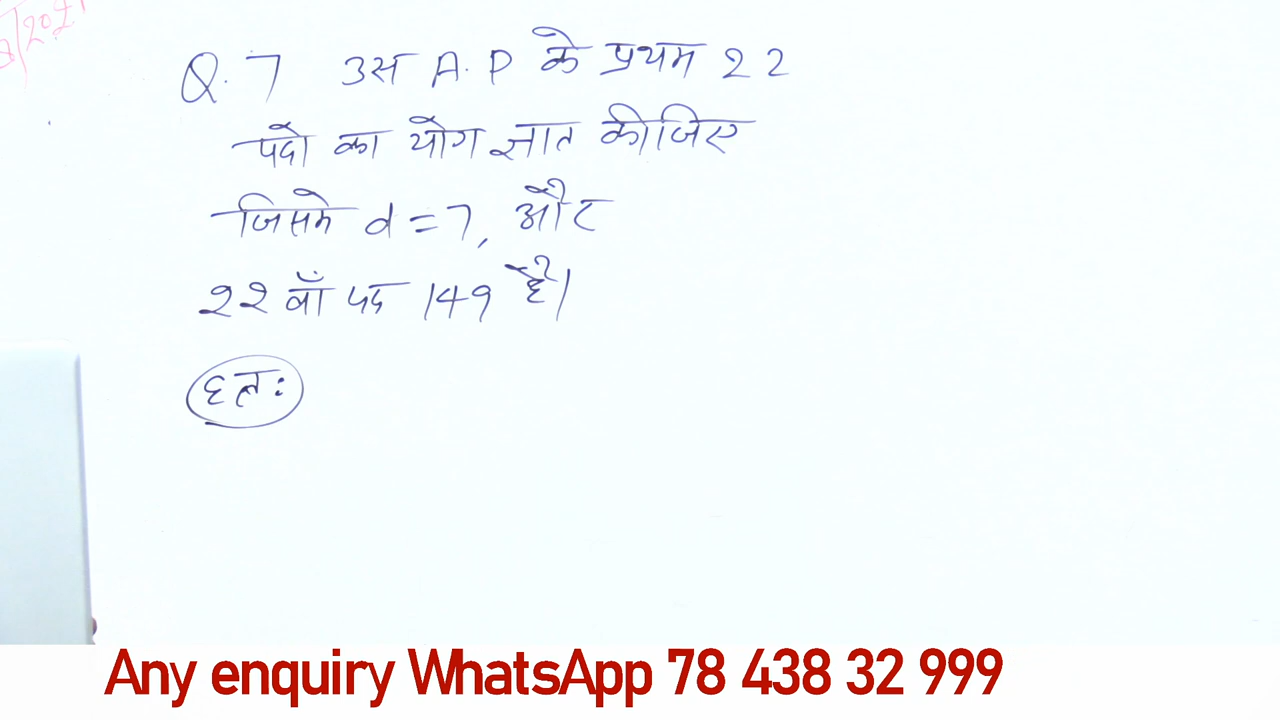 Q.7 उस A.P के प्रथम 22
पदो का योग ज्ञात कीजिए
जिसमे d = 7, और
22 वाँ पद 149 है।
हल:
Any enquiry WhatsApp 78 438 32 999